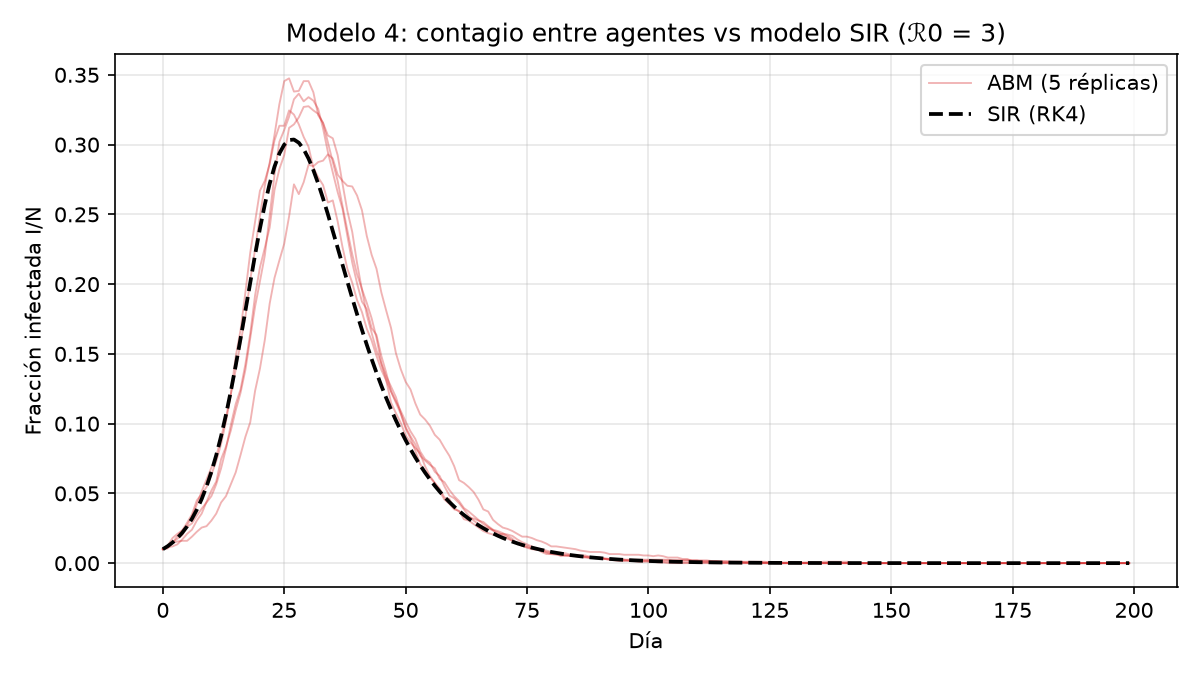 Modelo 4: contagio entre agentes vs modelo SIR (ℛ0 = 3)
ABM (5 réplicas)
SIR (RK4)
Fracción infectada I/N
0.35
0.30
0.25
0.20
0.15
0.10
0.05
0.00
0 25 50 75 100 125 150 175 200
Día